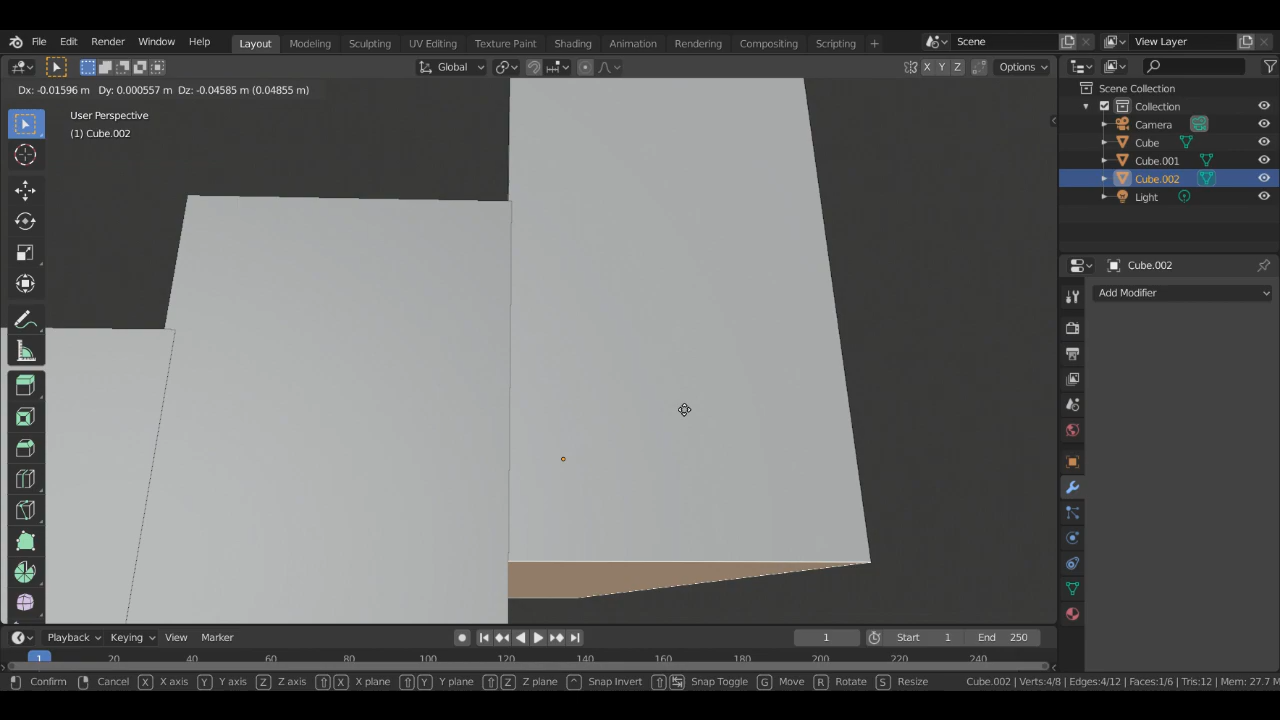 File Edit Render Window Help Layout Modeling Sculpting UV Editing Texture Paint Shading Animation Rendering Compositing Scripting + Scene View Layer
Global X Y Z Options
Dx: -0.01596 m Dy: 0.000557 m Dz: -0.04585 m (0.04855 m)
Scene Collection
Collection
User Perspective
(1) Cube.002
Camera
Cube
Cube.001
Cube.002
Light
Cube.002
Add Modifier
Playback Keying View Marker 1 Start 1 End 250
1 20 40 60 80 100 120 140 160 180 200 220 240
Confirm Cancel X X axis Y Y axis Z Z axis X X plane Y Y plane Z Z plane ^ Snap Invert Snap Toggle G Move R Rotate S Resize Cube.002 | Verts:4/8 | Edges:4/12 | Faces:1/6 | Tris:12 | Mem: 27.7 M